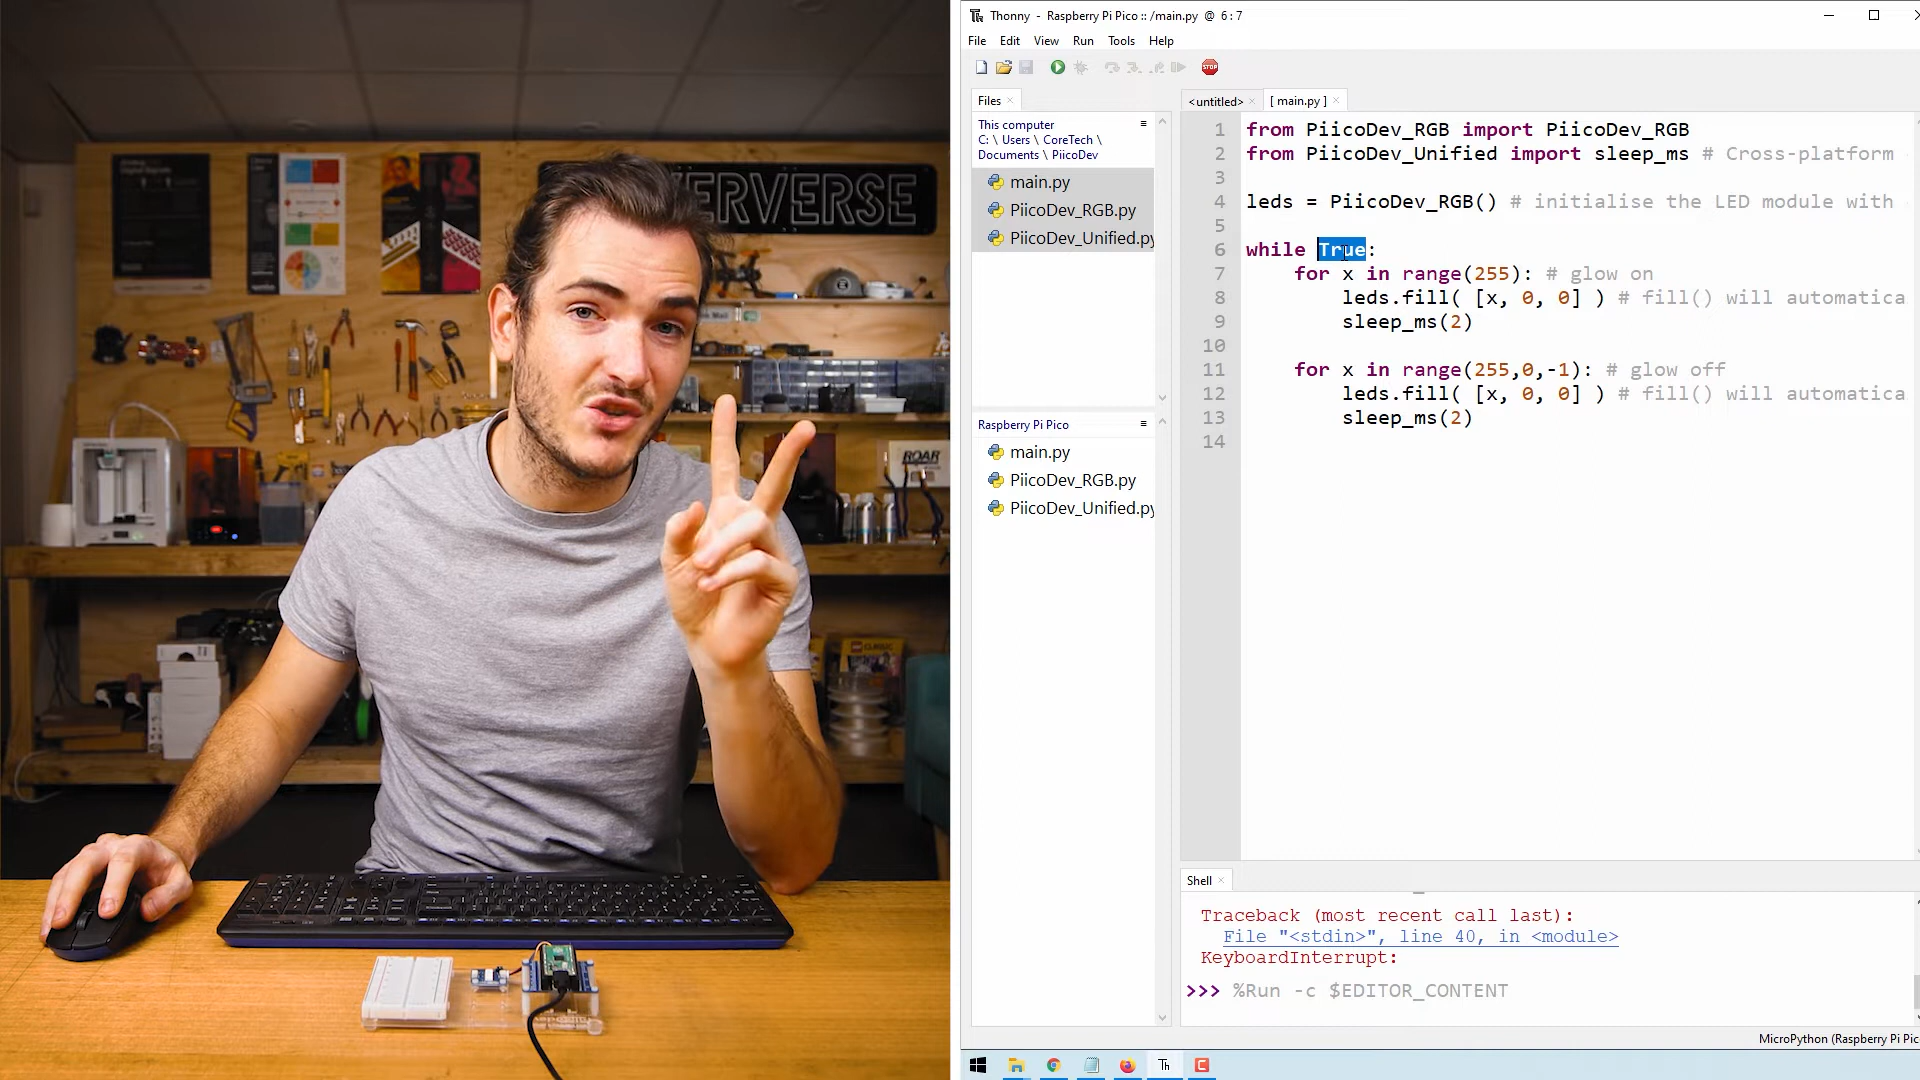 VERVERSE
ROAR
CLASSIC
Thonny - Raspberry Pi Pico :: /main.py @ 6 : 7
File Edit View Run Tools Help
STOP
Files
<untitled> [ main.py ]
This computer
C: \ Users \ CoreTech \
Documents \ PiicoDev
main.py
PiicoDev_RGB.py
PiicoDev_Unified.py
Raspberry Pi Pico
main.py
PiicoDev_RGB.py
PiicoDev_Unified.py
1 from PiicoDev_RGB import PiicoDev_RGB
2 from PiicoDev_Unified import sleep_ms # Cross-platform
3
4 leds = PiicoDev_RGB() # initialise the LED module with
5
6 while True:
7 for x in range(255): # glow on
8 leds.fill( [x, 0, 0] ) # fill() will automatica
9 sleep_ms(2)
10
11 for x in range(255,0,-1): # glow off
12 leds.fill( [x, 0, 0] ) # fill() will automatica
13 sleep_ms(2)
14
Shell
Traceback (most recent call last):
File "<stdin>", line 40, in <module>
KeyboardInterrupt:
>>> %Run -c $EDITOR_CONTENT
MicroPython (Raspberry Pi Pic
Th